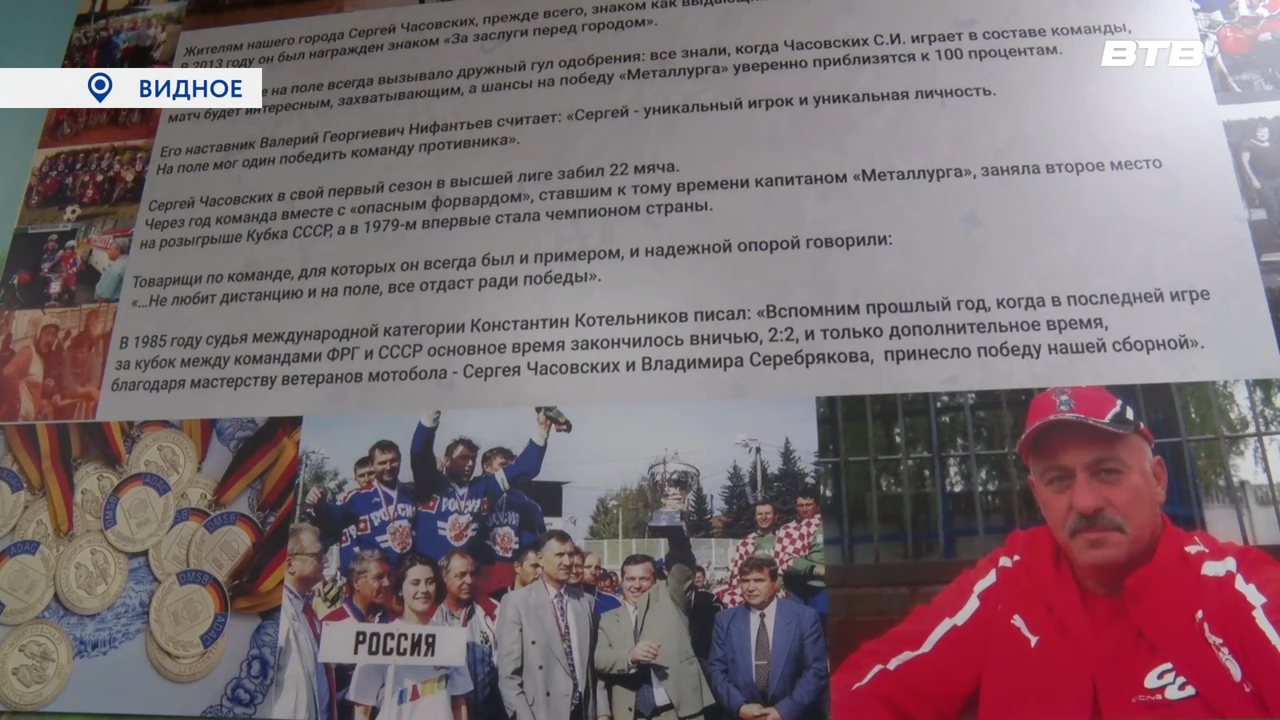 Жителям нашего города Сергей Часовских, прежде всего, знаком как
В 2013 году он был награжден знаком «За заслуги перед городом».
ВТВ
ВИДНОЕ
на поле всегда вызывало дружный гул одобрения: все знали, когда Часовских С.И. играет в составе команды,
матч будет интересным, захватывающим, а шансы на победу «Металлурга» уверенно приблизятся к 100 процентам.
Его наставник Валерий Георгиевич Нифантьев считает: «Сергей - уникальный игрок и уникальная личность.
На поле мог один победить команду противника».
Сергей Часовских в свой первый сезон в высшей лиге забил 22 мяча.
Через год команда вместе с «опасным форвардом», ставшим к тому времени капитаном «Металлурга», заняла второе место
на розыгрыше Кубка СССР, а в 1979-м впервые стала чемпионом страны.
Товарищи по команде, для которых он всегда был и примером, и надежной опорой говорили:
«...Не любит дистанцию и на поле, все отдаст ради победы».
В 1985 году судья международной категории Константин Котельников писал: «Вспомним прошлый год, когда в последней игре
за кубок между командами ФРГ и СССР основное время закончилось вничью, 2:2, и только дополнительное время,
благодаря мастерству ветеранов мотобола - Сергея Часовских и Владимира Серебрякова, принесло победу нашей сборной».
DMSB
ADAC
DMSB
ADAC
DMSB
ADAC
РОССИЯ
РОССИЯ
РОССИЯ